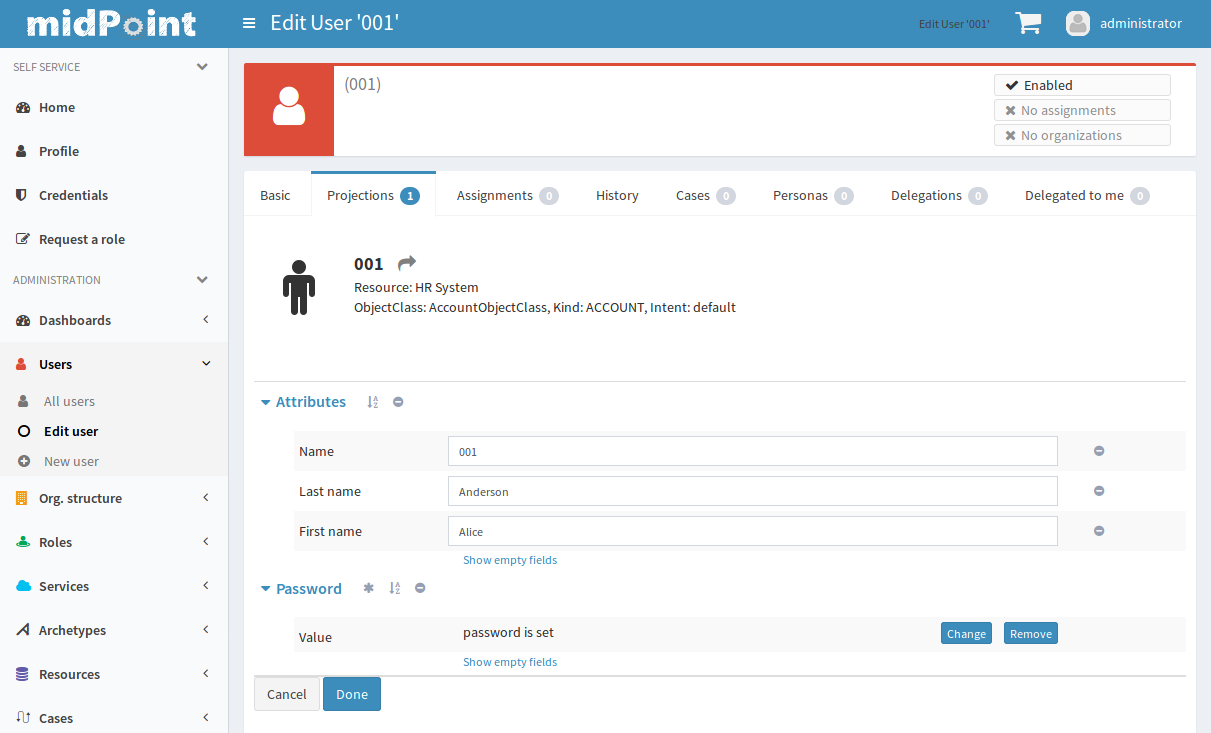 midPoint
Edit User '001'
Edit User '001'
administrator
SELF SERVICE
Home
Profile
Credentials
Request a role
ADMINISTRATION
Dashboards
Users
All users
Edit user
New user
Org. structure
Roles
Services
Archetypes
Resources
Cases
(001)
Enabled
No assignments
No organizations
Basic Projections 1 Assignments 0 History Cases 0 Personas 0 Delegations 0 Delegated to me 0
001
Resource: HR System
ObjectClass: AccountObjectClass, Kind: ACCOUNT, Intent: default
Attributes
Name 001
Last name Anderson
First name Alice
Show empty fields
Password
Value password is set Change Remove
Show empty fields
Cancel Done